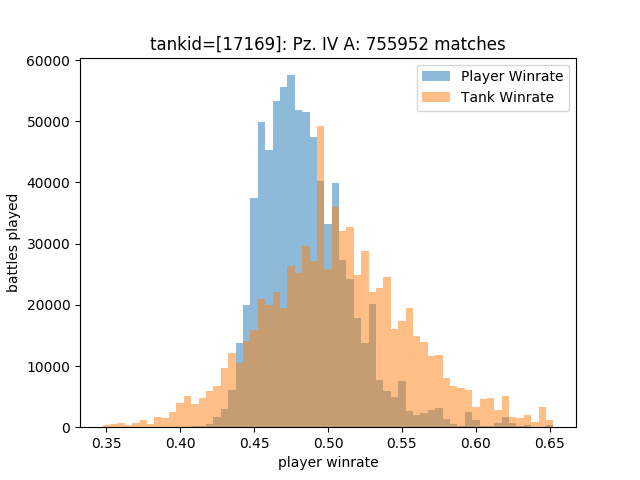 tankid=[17169]: Pz. IV A: 755952 matches
60000
50000
40000
30000
20000
10000
0
battles played
Player Winrate
Tank Winrate
0.35 0.40 0.45 0.50 0.55 0.60 0.65
player winrate